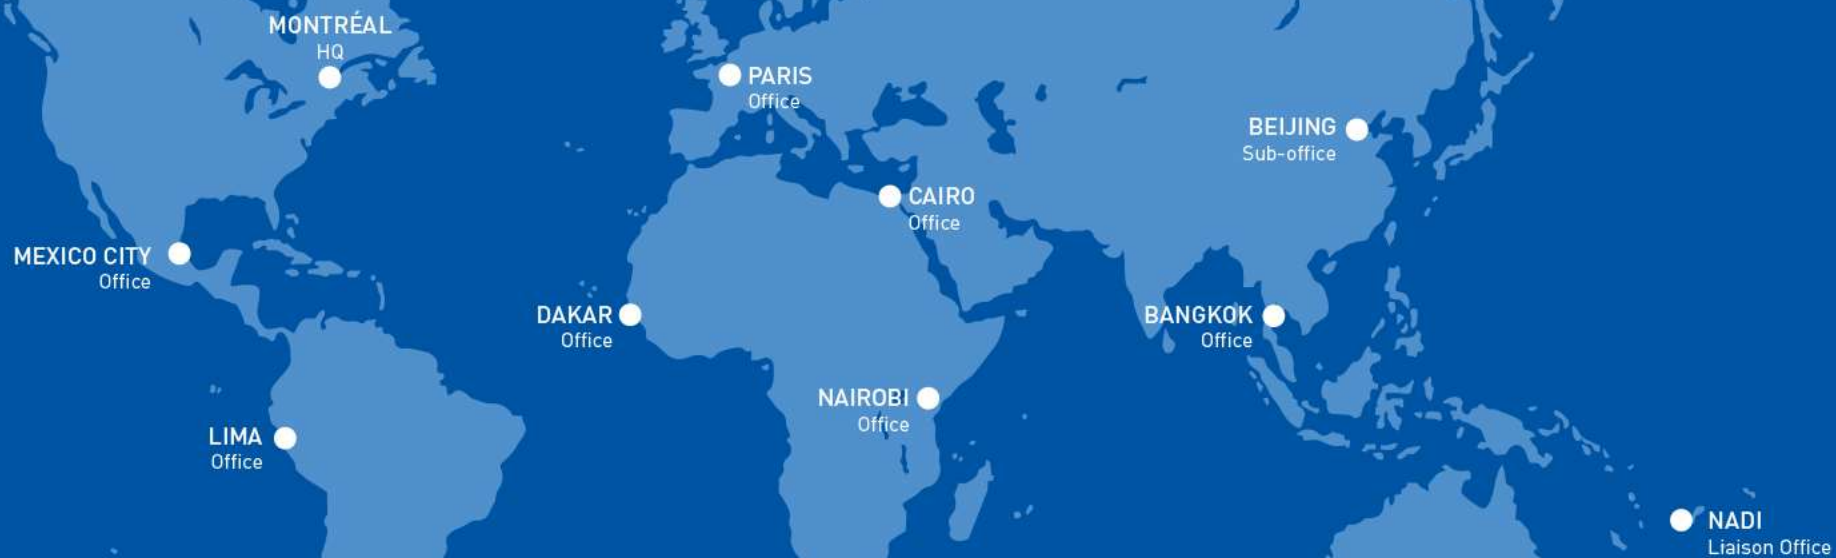 MONTRÉAL
HQ
PARIS
Office
BEIJING
Sub-office
CAIRO
Office
MEXICO CITY
Office
DAKAR
Office
BANGKOK
Office
NAIROBI
Office
LIMA
Office
NADI
Liaison Office